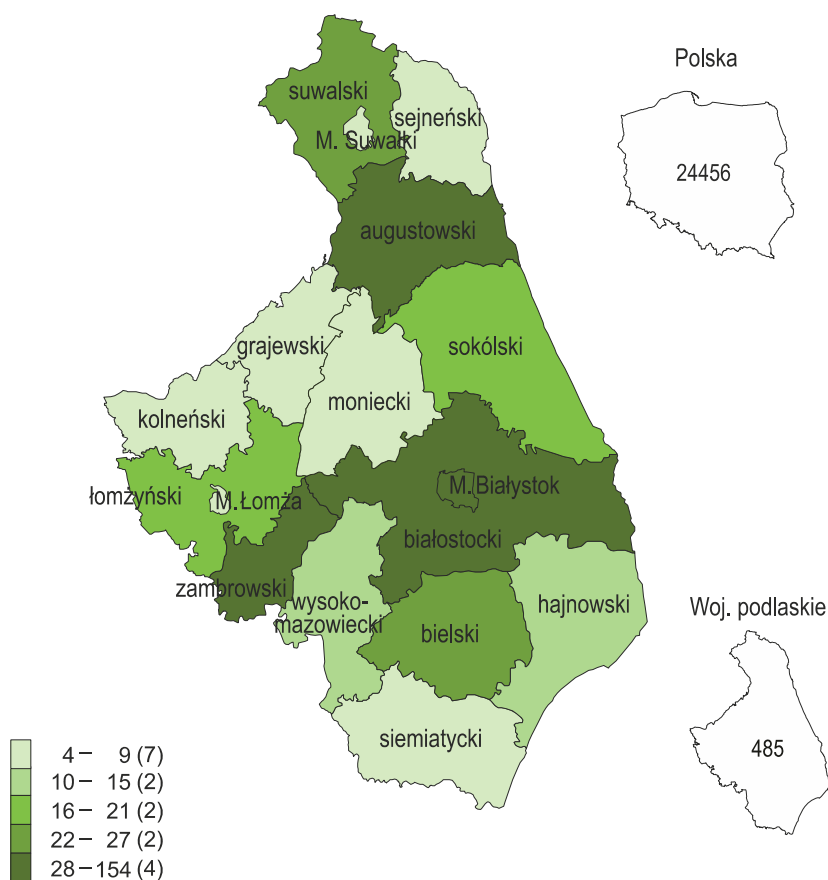 Polska
24456
suwalski
sejneński
M. Suwałki
augustowski
sokólski
grajewski
moniecki
kolneński
łomżyński
M. Łomża
M. Białystok
białostocki
zambrowski
wysoko-
mazowiecki
hajnowski
bielski
siemiatycki
Woj. podlaskie
485
4 – 9 (7)
10 – 15 (2)
16 – 21 (2)
22 – 27 (2)
28 – 154 (4)